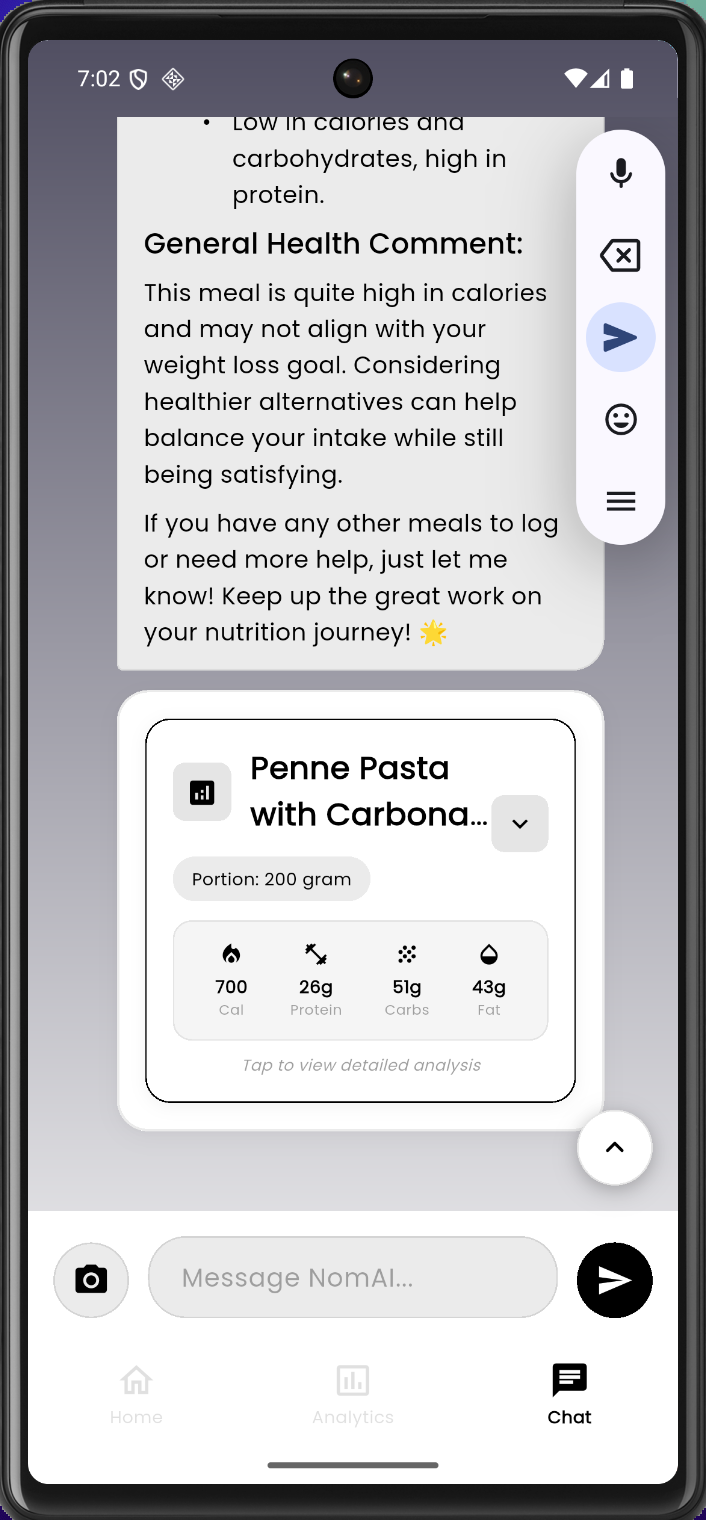 7:02
• Low in calories and
carbohydrates, high in
protein.
General Health Comment:
This meal is quite high in calories
and may not align with your
weight loss goal. Considering
healthier alternatives can help
balance your intake while still
being satisfying.
If you have any other meals to log
or need more help, just let me
know! Keep up the great work on
your nutrition journey! 🌟
Penne Pasta
with Carbona...
Portion: 200 gram
700 26g 51g 43g
Cal Protein Carbs Fat
Tap to view detailed analysis
Message NomAI...
Home Analytics Chat